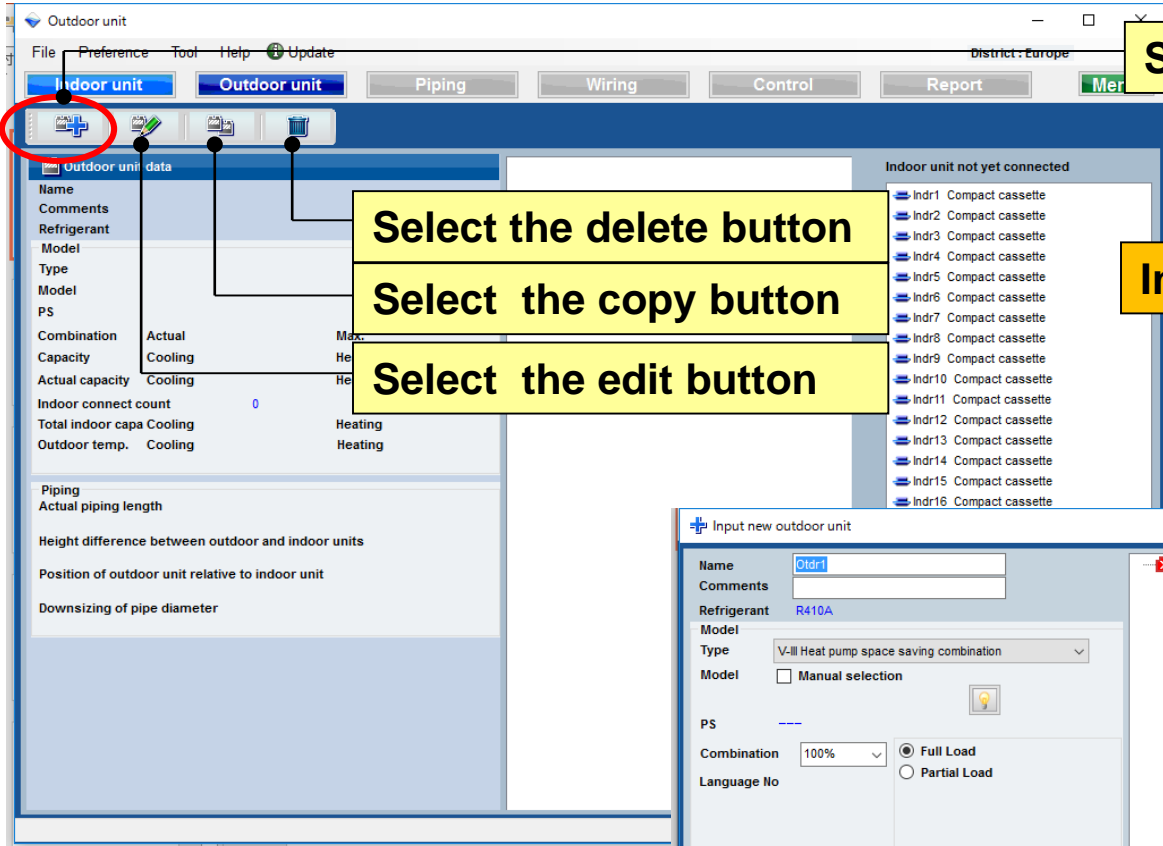 Outdoor unit
File Preference Tool Help Update District : Europe
Indoor unit Outdoor unit Piping Wiring Control Report
Outdoor unit data
Name
Comments
Refrigerant
Model
Type
Model
PS
Combination Actual Max.
Capacity Cooling
Actual capacity Cooling
Indoor connect count 0
Total indoor capa Cooling Heating
Outdoor temp. Cooling Heating
Piping
Actual piping length
Height difference between outdoor and indoor units
Position of outdoor unit relative to indoor unit
Downsizing of pipe diameter
Select the delete button
Select the copy button
Select the edit button
Indoor unit not yet connected
Indr1 Compact cassette
Indr2 Compact cassette
Indr3 Compact cassette
Indr4 Compact cassette
Indr5 Compact cassette
Indr6 Compact cassette
Indr7 Compact cassette
Indr8 Compact cassette
Indr9 Compact cassette
Indr10 Compact cassette
Indr11 Compact cassette
Indr12 Compact cassette
Indr13 Compact cassette
Indr14 Compact cassette
Indr15 Compact cassette
Indr16 Compact cassette
Input new outdoor unit
Name Otdr1
Comments
Refrigerant R410A
Model
Type V-III Heat pump space saving combination
Model Manual selection
PS ---
Combination 100% Full Load
Partial Load
Language No